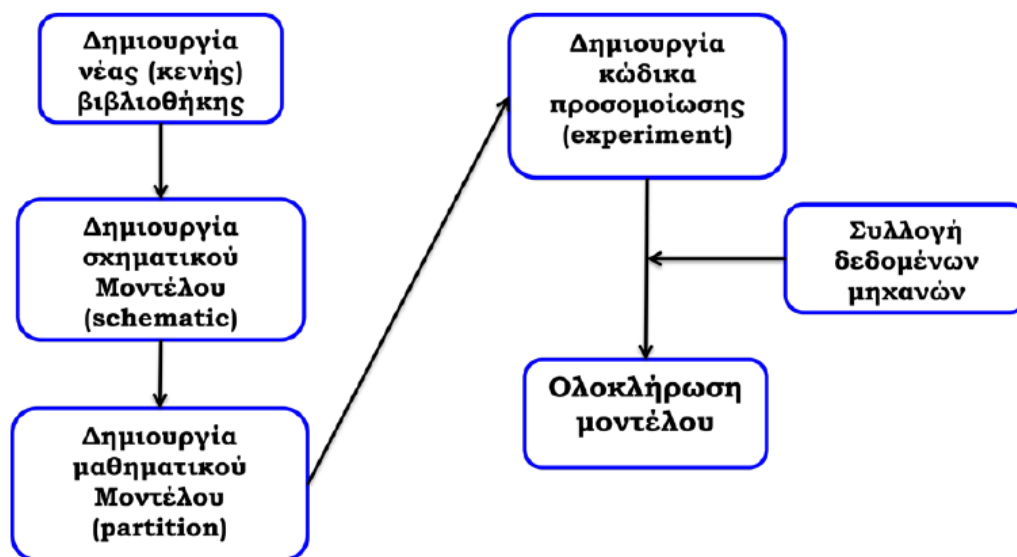 Δημιουργία
νέας (κενής)
βιβλιοθήκης
Δημιουργία
σχηματικού
Μοντέλου
(schematic)
Δημιουργία
μαθηματικού
Μοντέλου
(partition)
Δημιουργία
κώδικα
προσομοίωσης
(experiment)
Συλλογή
δεδομένων
μηχανών
Ολοκλήρωση
μοντέλου